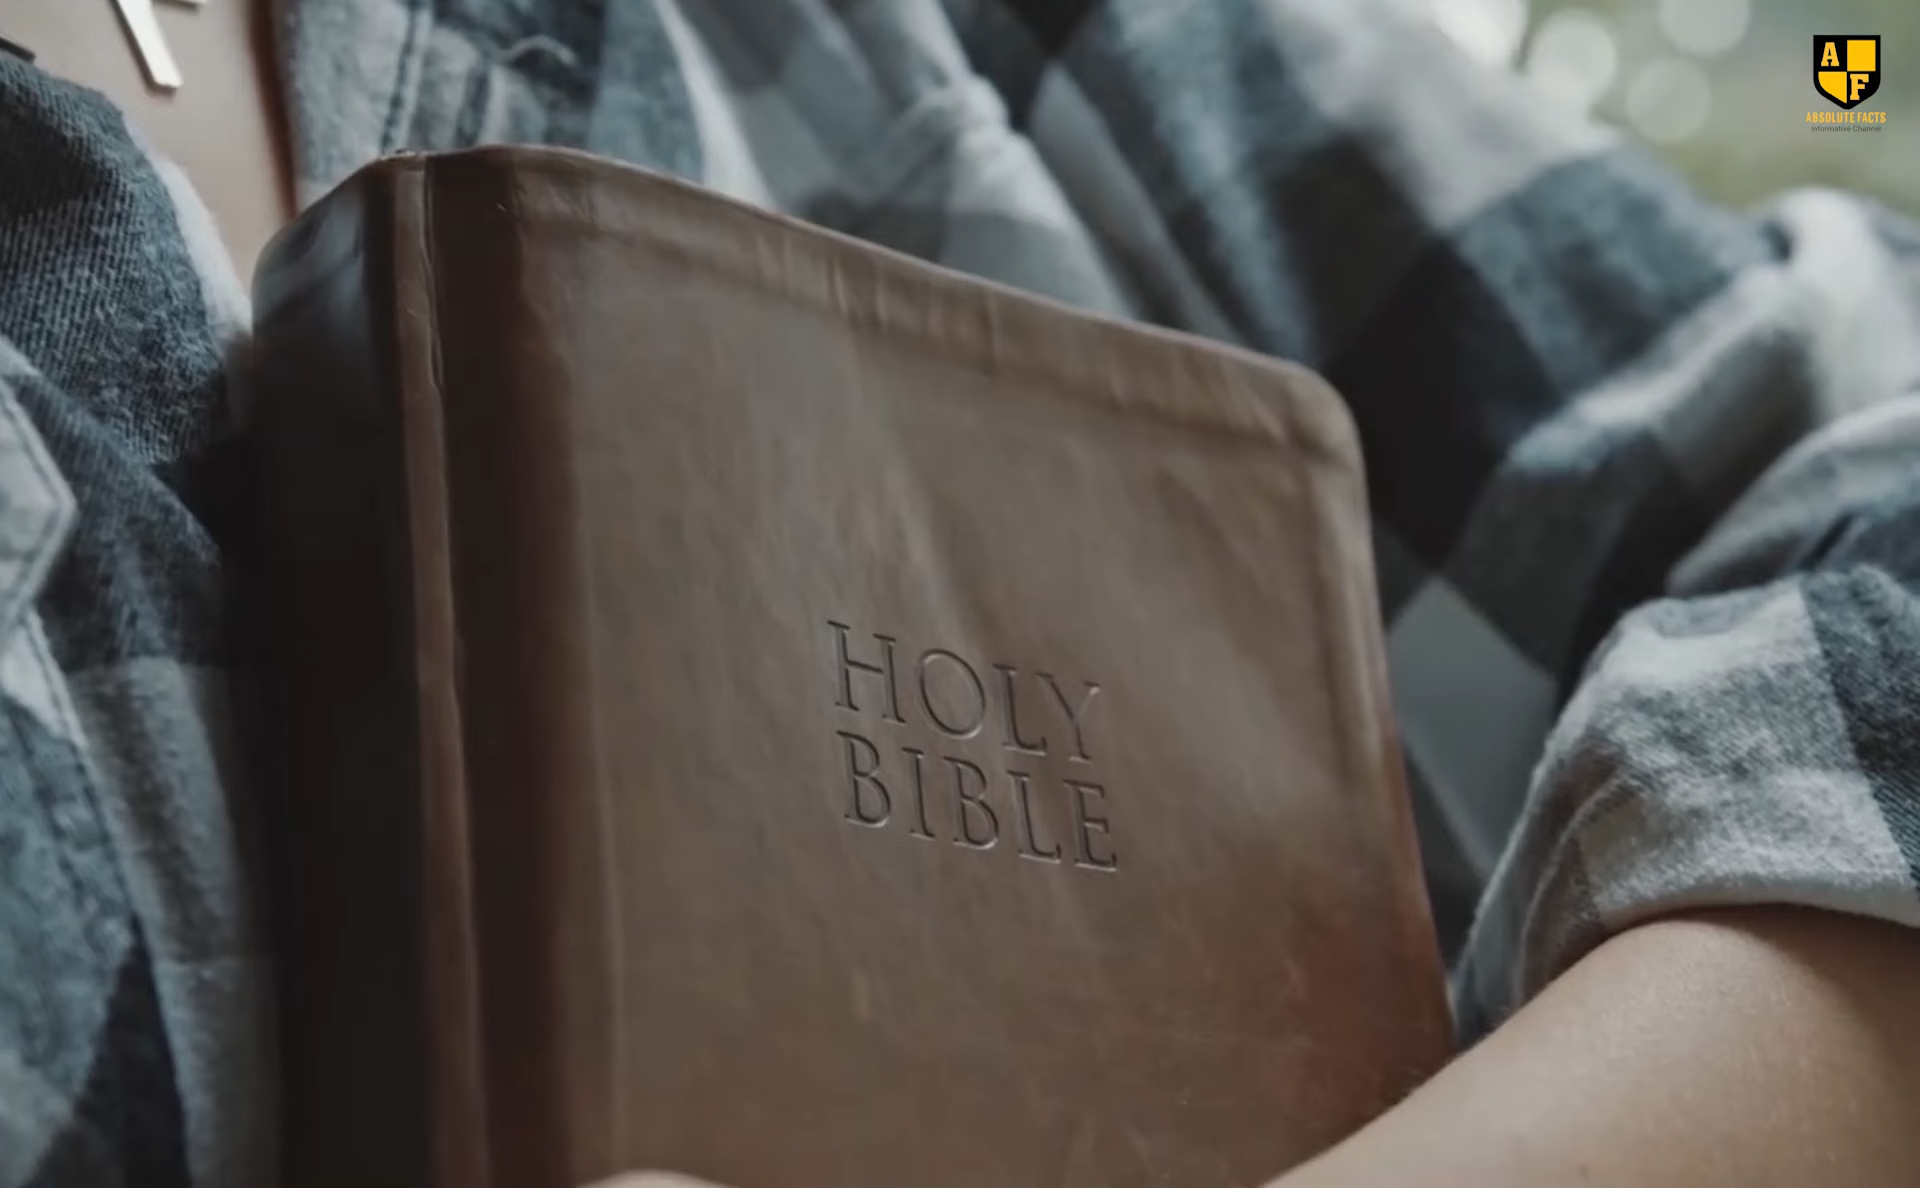 A
F
ABSOLUTE FACTS
Informative Channel
HOLY
BIBLE